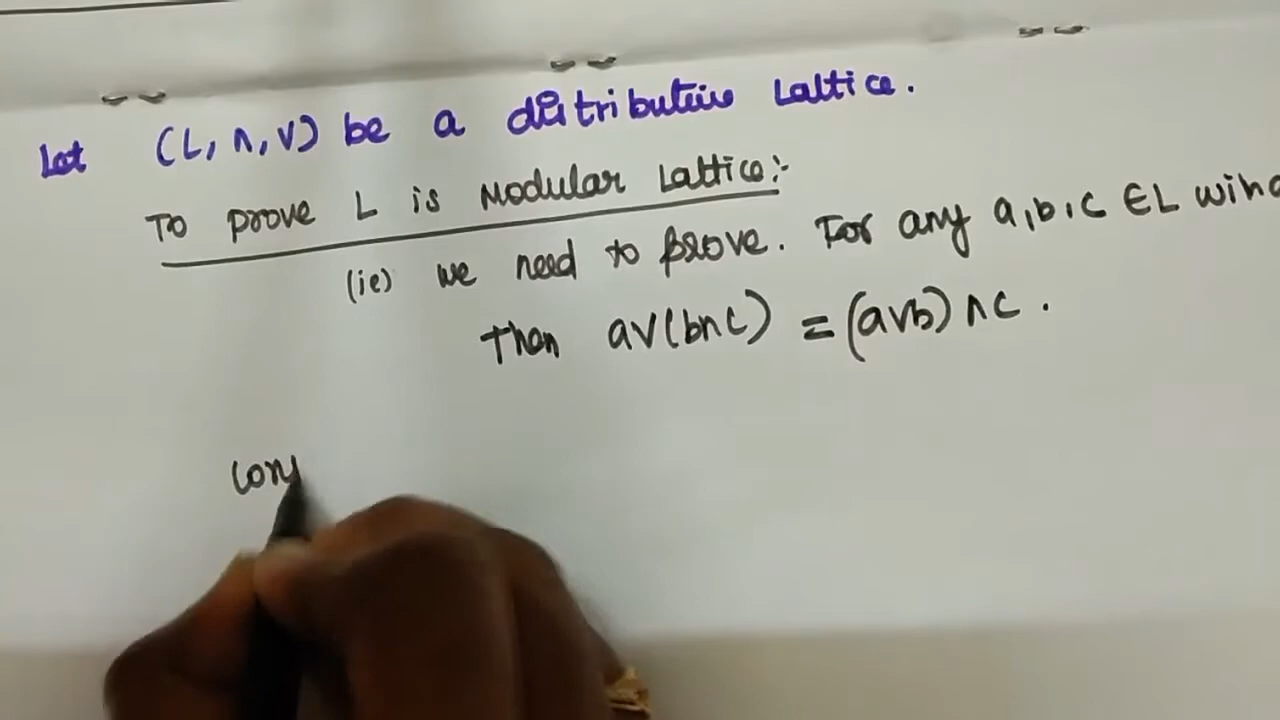 Let (L, ∧, ∨) be a distributive Lattice.
To prove L is Modular Lattice:-
(ie) we need to prove. For any a, b, c ∈ L
Then a∨(b∧c) = (a∨b)∧c.